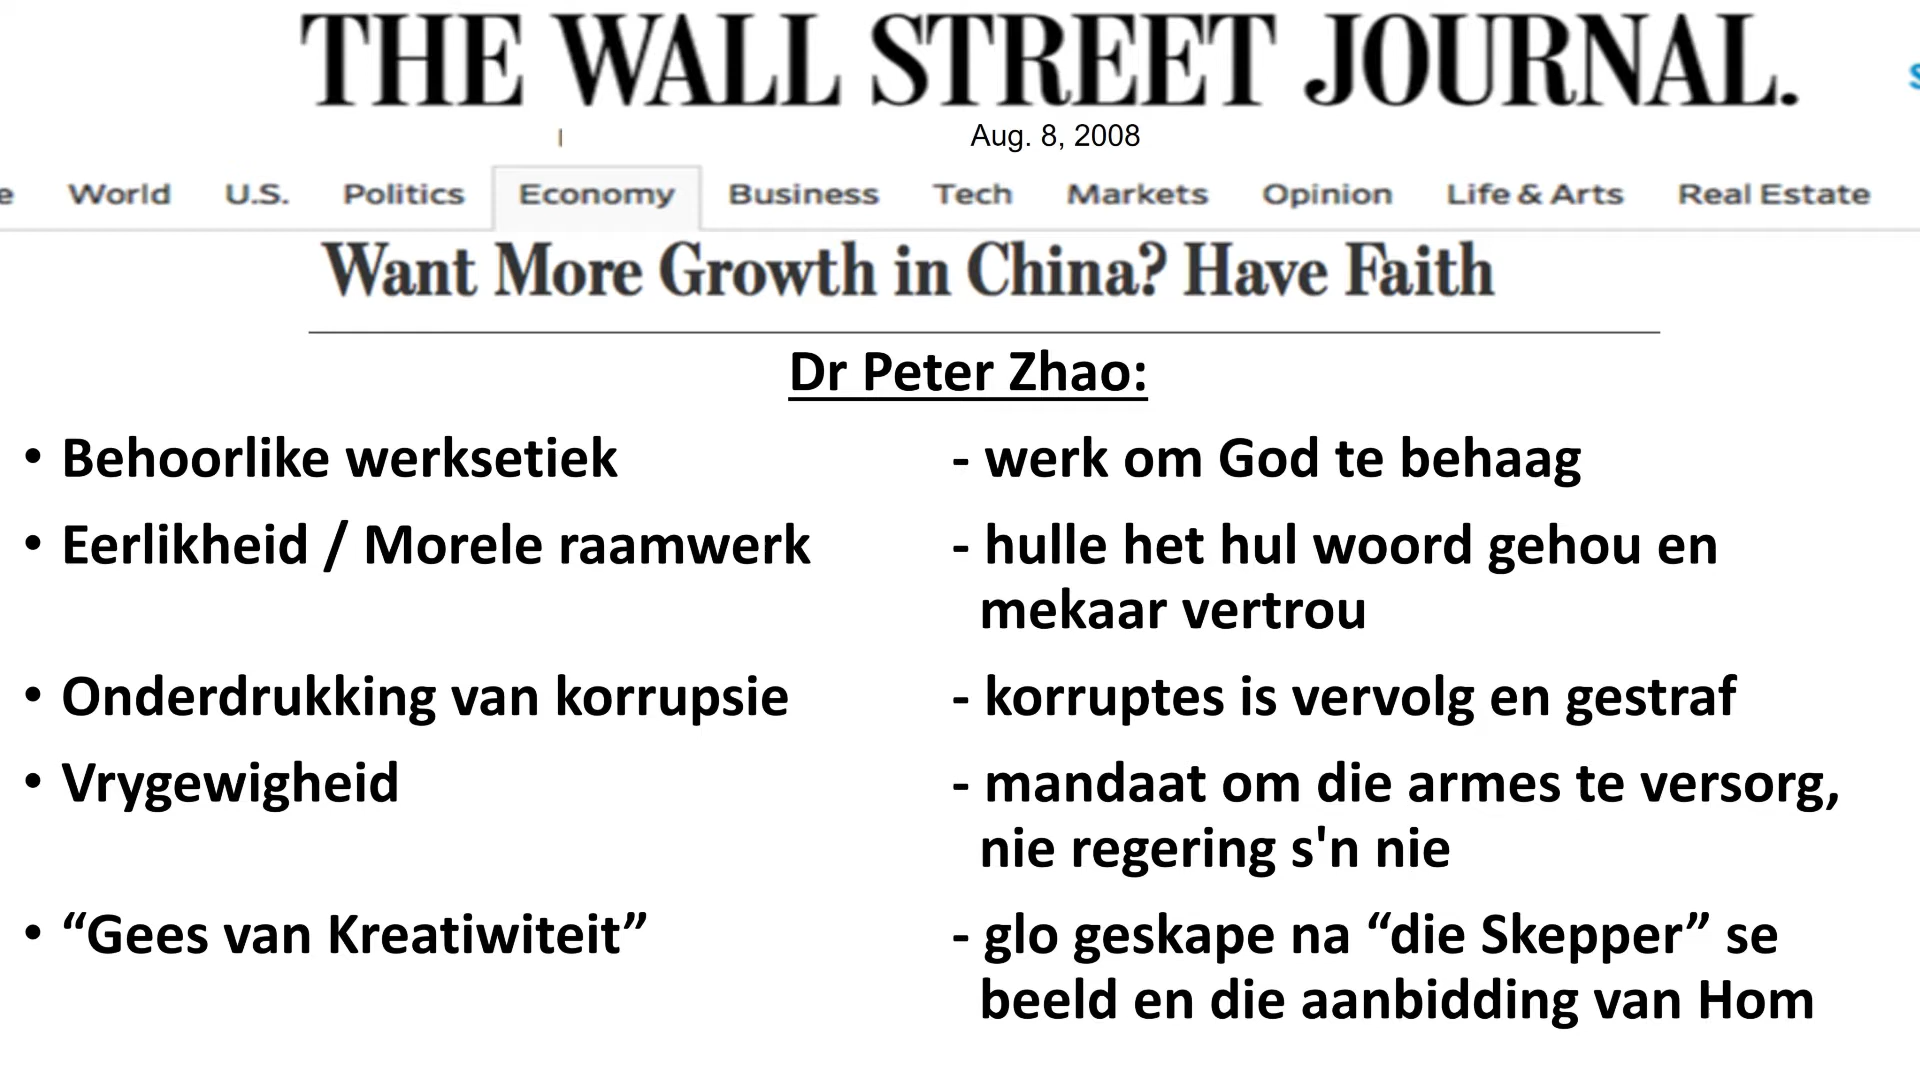 THE WALL STREET JOURNAL.
Aug. 8, 2008
e World U.S. Politics Economy Business Tech Markets Opinion Life & Arts Real Estate
Want More Growth in China? Have Faith
Dr Peter Zhao:
• Behoorlike werksetiek - werk om God te behaag
• Eerlikheid / Morele raamwerk - hulle het hul woord gehou en
mekaar vertrou
• Onderdrukking van korrupsie - korruptes is vervolg en gestraf
• Vrygewigheid - mandaat om die armes te versorg,
nie regering s'n nie
• “Gees van Kreatiwiteit” - glo geskape na “die Skepper” se
beeld en die aanbidding van Hom